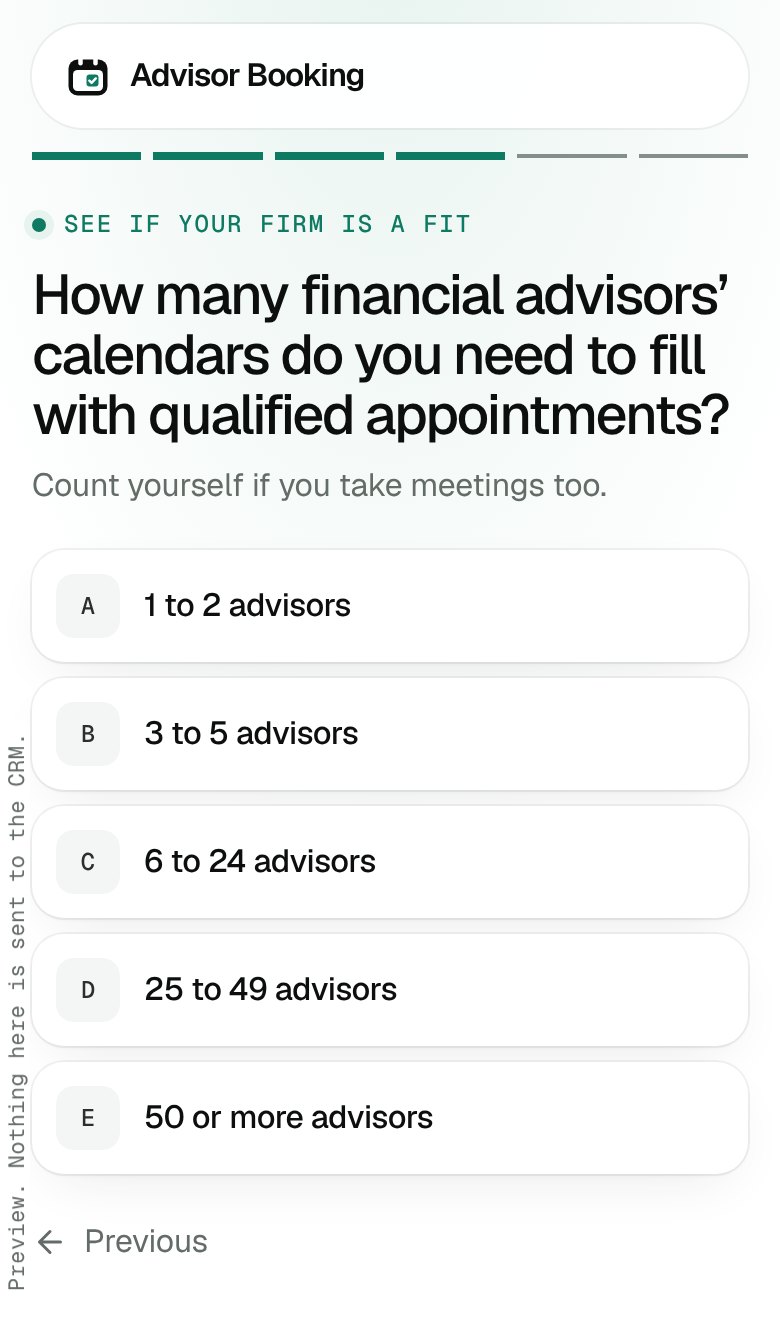 Advisor Booking
SEE IF YOUR FIRM IS A FIT
How many financial advisors’
calendars do you need to fill
with qualified appointments?
Count yourself if you take meetings too.
A 1 to 2 advisors
B 3 to 5 advisors
C 6 to 24 advisors
D 25 to 49 advisors
E 50 or more advisors
Previous
Preview. Nothing here is sent to the CRM.